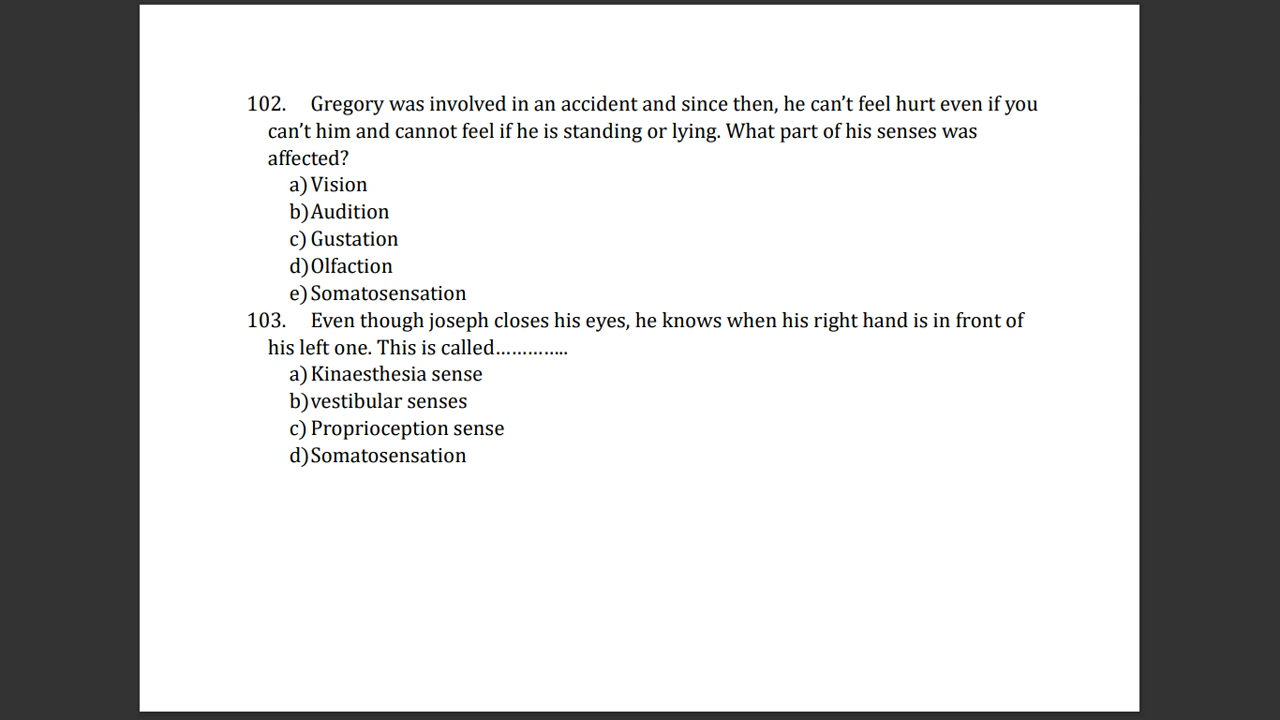 102. Gregory was involved in an accident and since then, he can’t feel hurt even if you
can’t him and cannot feel if he is standing or lying. What part of his senses was
affected?
a) Vision
b) Audition
c) Gustation
d) Olfaction
e) Somatosensation
103. Even though joseph closes his eyes, he knows when his right hand is in front of
his left one. This is called…………..
a) Kinaesthesia sense
b) vestibular senses
c) Proprioception sense
d) Somatosensation